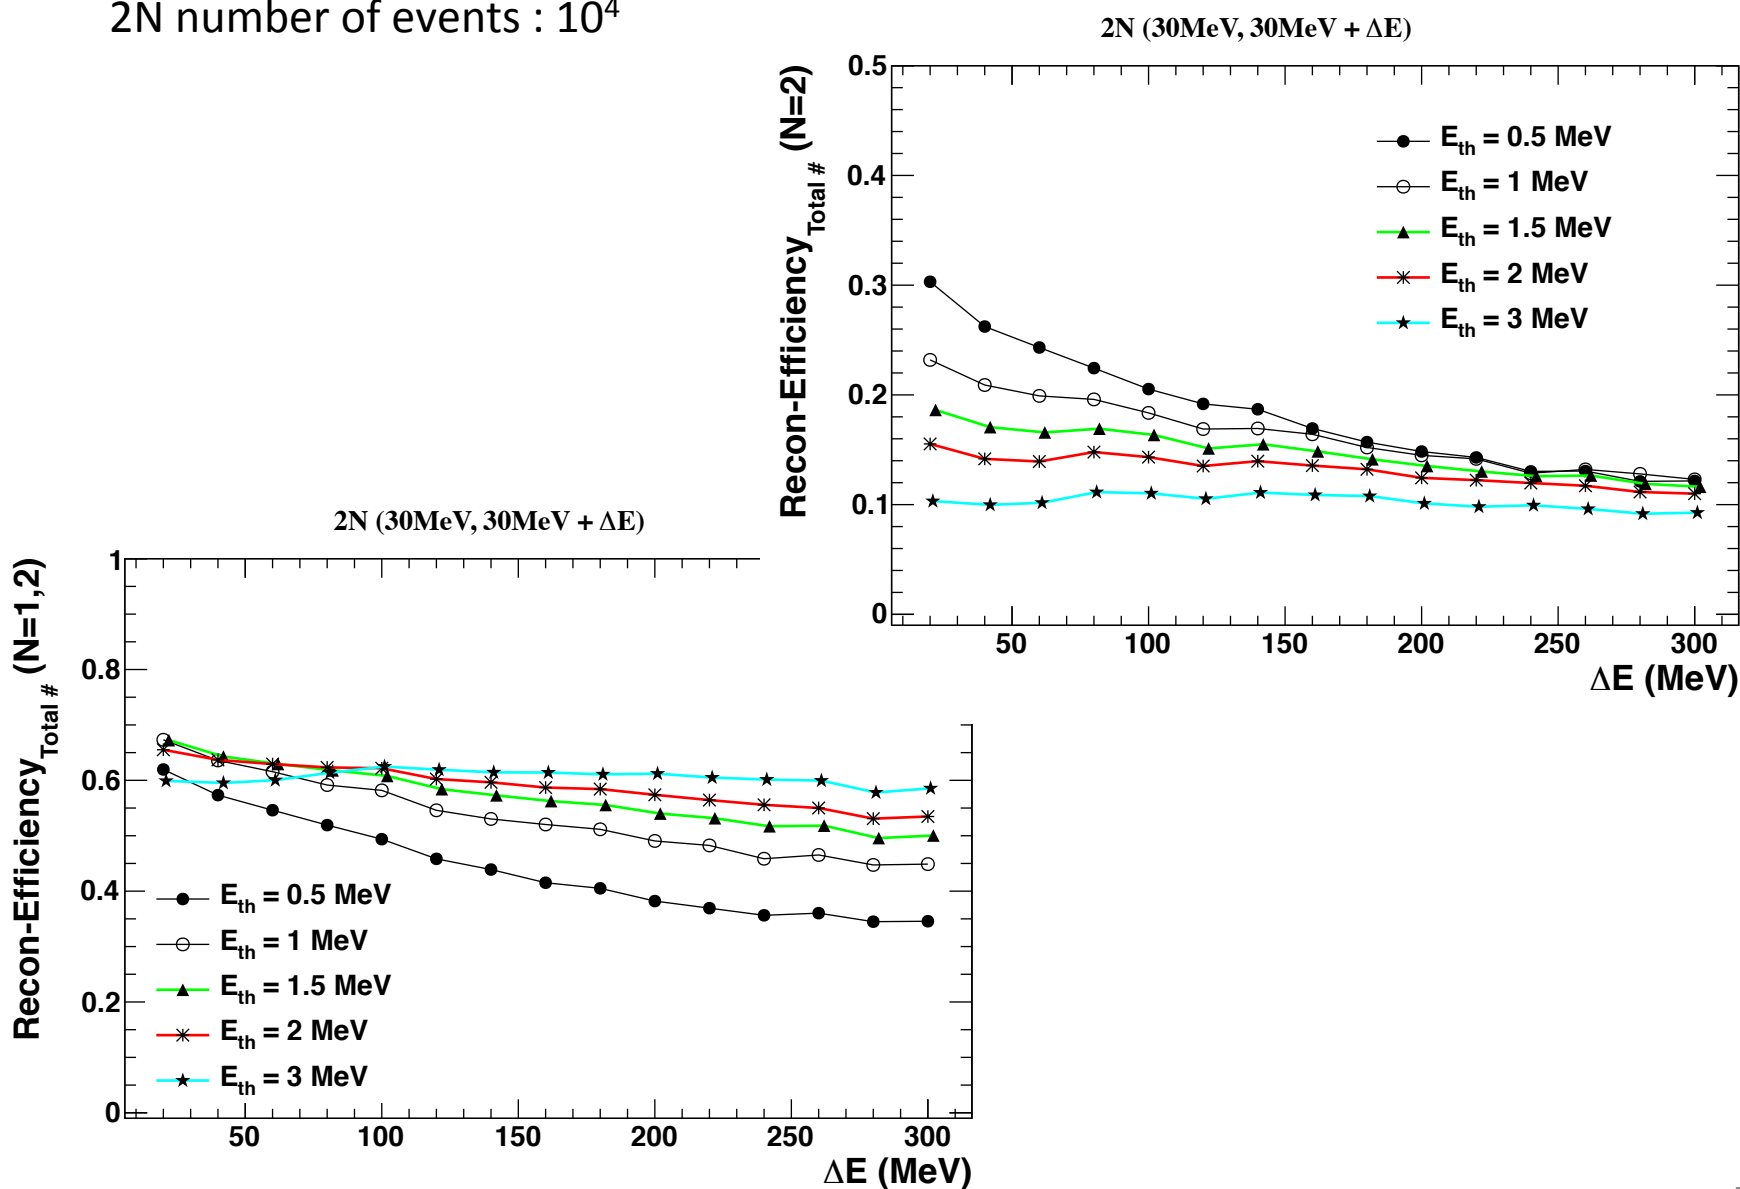 2N number of events : 10⁴
2N (30MeV, 30MeV + ΔE)
Recon-Efficiency_Total # (N=2)
0.5
0.4
0.3
0.2
0.1
0
E_th = 0.5 MeV
E_th = 1 MeV
E_th = 1.5 MeV
E_th = 2 MeV
E_th = 3 MeV
50 100 150 200 250 300
ΔE (MeV)
2N (30MeV, 30MeV + ΔE)
Recon-Efficiency_Total # (N=1,2)
1
0.8
0.6
0.4
0.2
0
E_th = 0.5 MeV
E_th = 1 MeV
E_th = 1.5 MeV
E_th = 2 MeV
E_th = 3 MeV
50 100 150 200 250 300
ΔE (MeV)